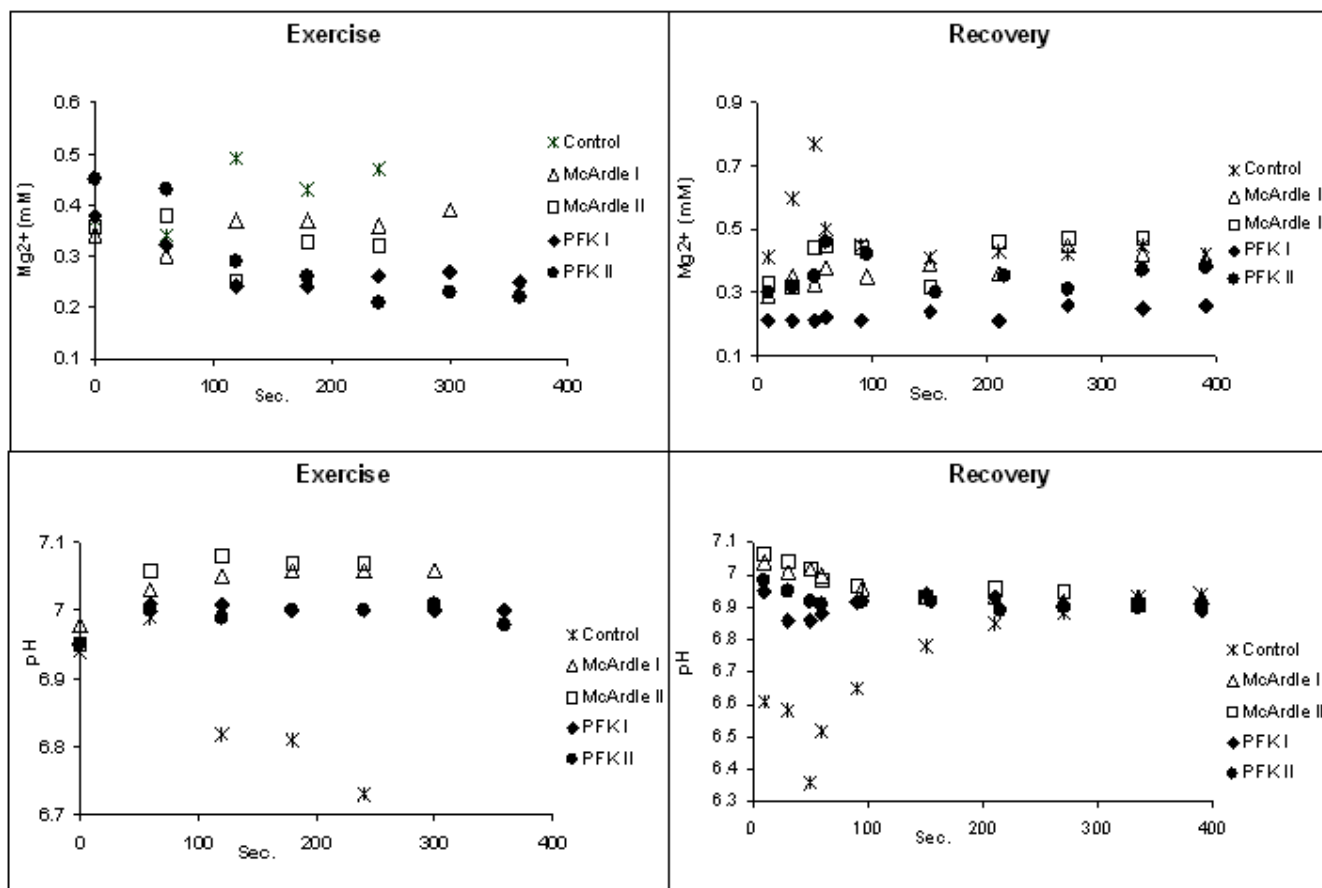 Exercise
0.6
0.5
0.4
0.3
0.2
0.1
Mg2+ (mM)
0
100
200
300
400
Sec.
Control
McArdle I
McArdle II
PFK I
PFK II
Recovery
0.9
0.7
0.5
0.3
0.1
Mg2+ (mM)
0
100
200
300
400
Sec.
Control
McArdle I
McArdle I
PFK I
PFK II
Exercise
7.1
7
6.9
6.8
6.7
pH
0
100
200
300
400
Sec.
Control
McArdle I
McArdle II
PFK I
PFK II
Recovery
7.1
7
6.9
6.8
6.7
6.6
6.5
6.4
6.3
pH
0
100
200
300
400
Sec.
Control
McArdle I
McArdle II
PFK I
PFK II